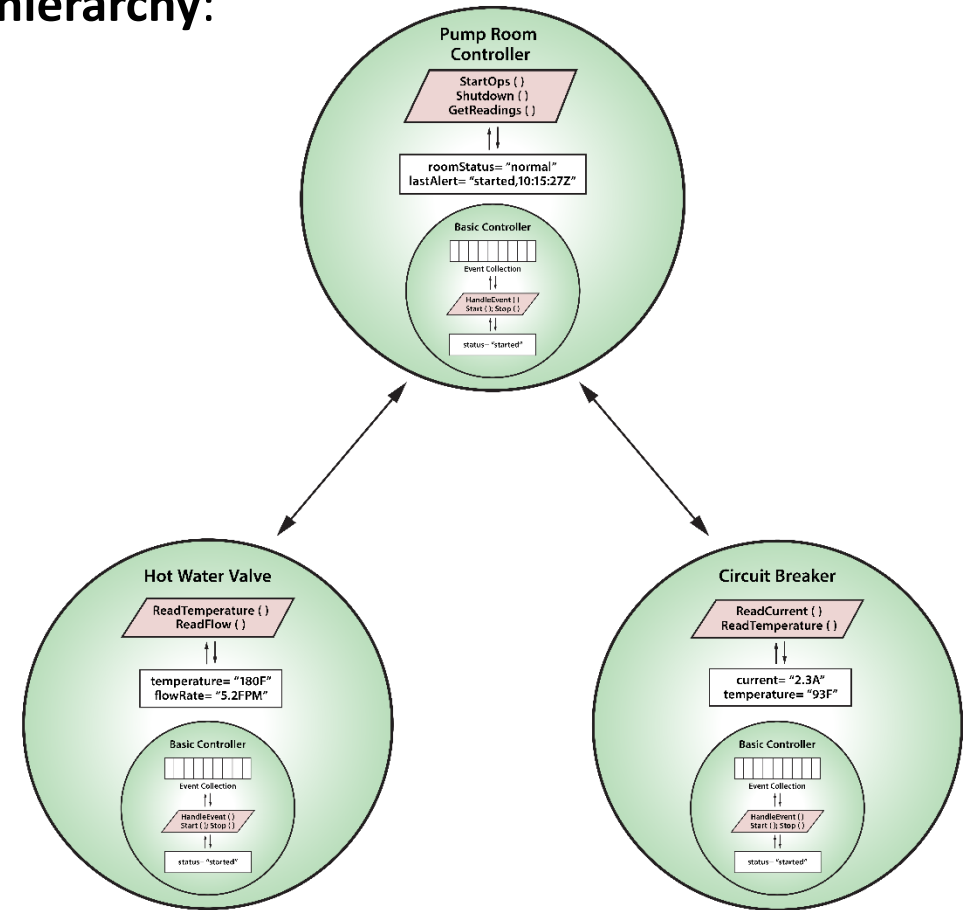 hierarchy:
Pump Room
Controller
StartOps ( )
Shutdown ( )
GetReadings ( )
roomStatus= “normal”
lastAlert= “started,10:15:27Z”
Basic Controller
Event Collection
HandleEvent ( )
Start ( ); Stop ( )
status= “started”
Hot Water Valve
ReadTemperature ( )
ReadFlow ( )
temperature= “180F”
flowRate= “5.2FPM”
Basic Controller
Event Collection
HandleEvent ( )
Start ( ); Stop ( )
status= “started”
Circuit Breaker
ReadCurrent ( )
ReadTemperature ( )
current= “2.3A”
temperature= “93F”
Basic Controller
Event Collection
HandleEvent ( )
Start ( ); Stop ( )
status= “started”